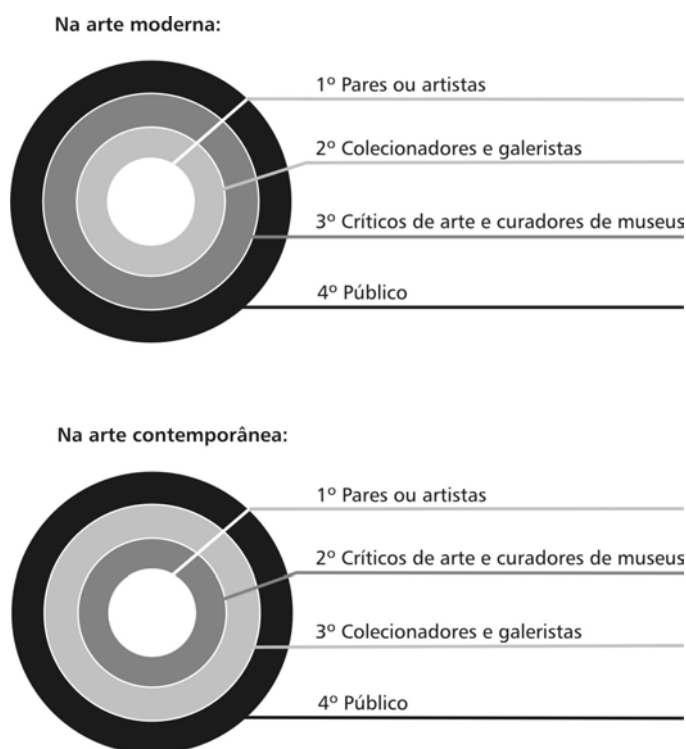 Na arte moderna:
1º Pares ou artistas
2º Colecionadores e galeristas
3º Críticos de arte e curadores de museus
4º Público
Na arte contemporânea:
1º Pares ou artistas
2º Críticos de arte e curadores de museus
3º Colecionadores e galeristas
4º Público